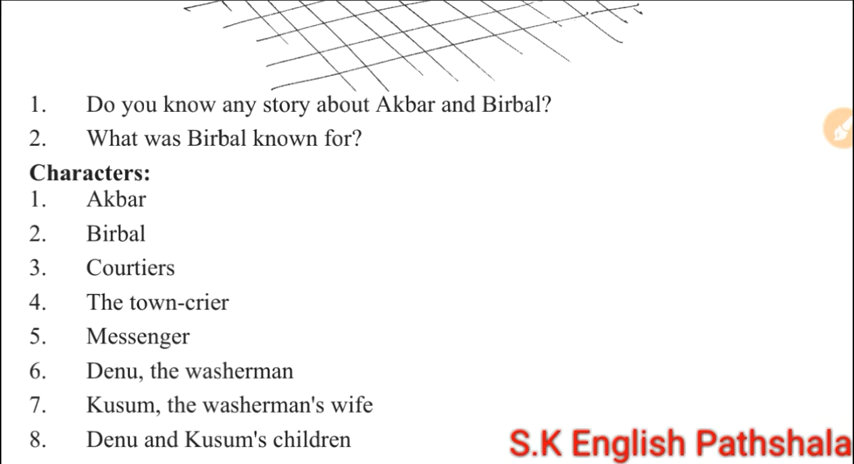 1. Do you know any story about Akbar and Birbal?
2. What was Birbal known for?
Characters:
1. Akbar
2. Birbal
3. Courtiers
4. The town-crier
5. Messenger
6. Denu, the washerman
7. Kusum, the washerman's wife
8. Denu and Kusum's children
S.K English Pathshala